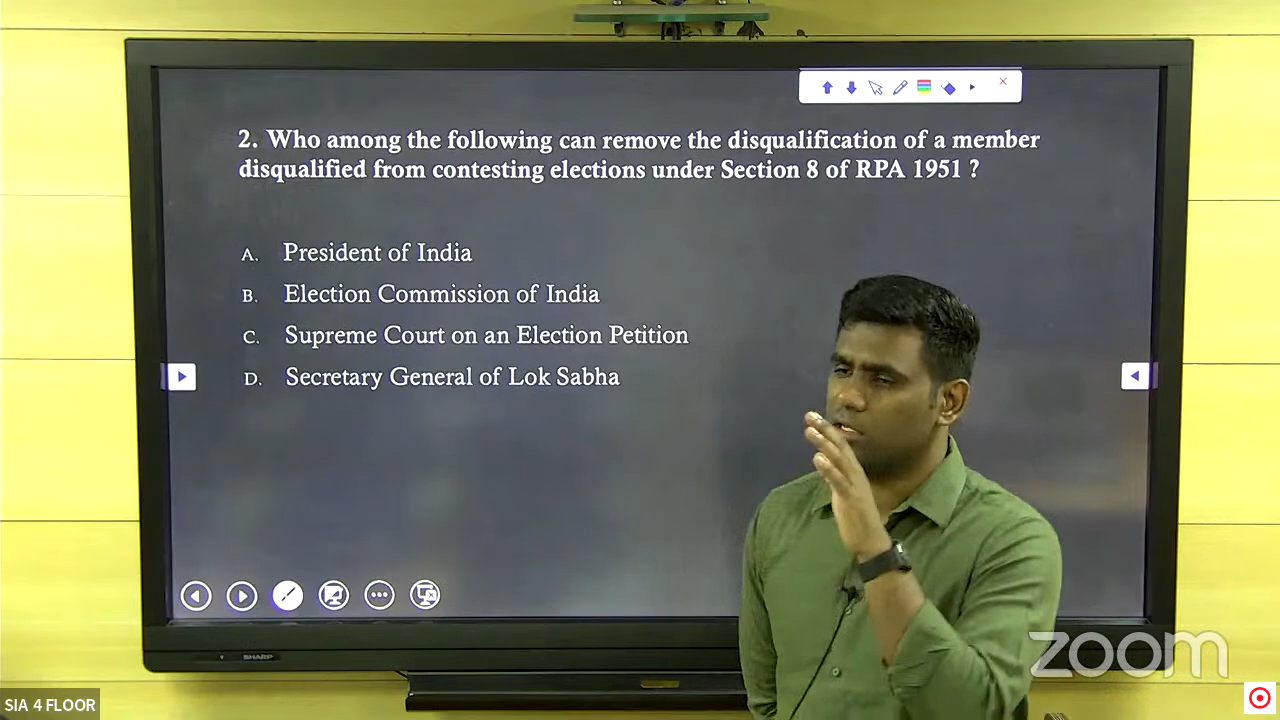 2. Who among the following can remove the disqualification of a member
disqualified from contesting elections under Section 8 of RPA 1951 ?
A. President of India
B. Election Commission of India
C. Supreme Court on an Election Petition
D. Secretary General of Lok Sabha
SHARP
zoom
SIA 4 FLOOR